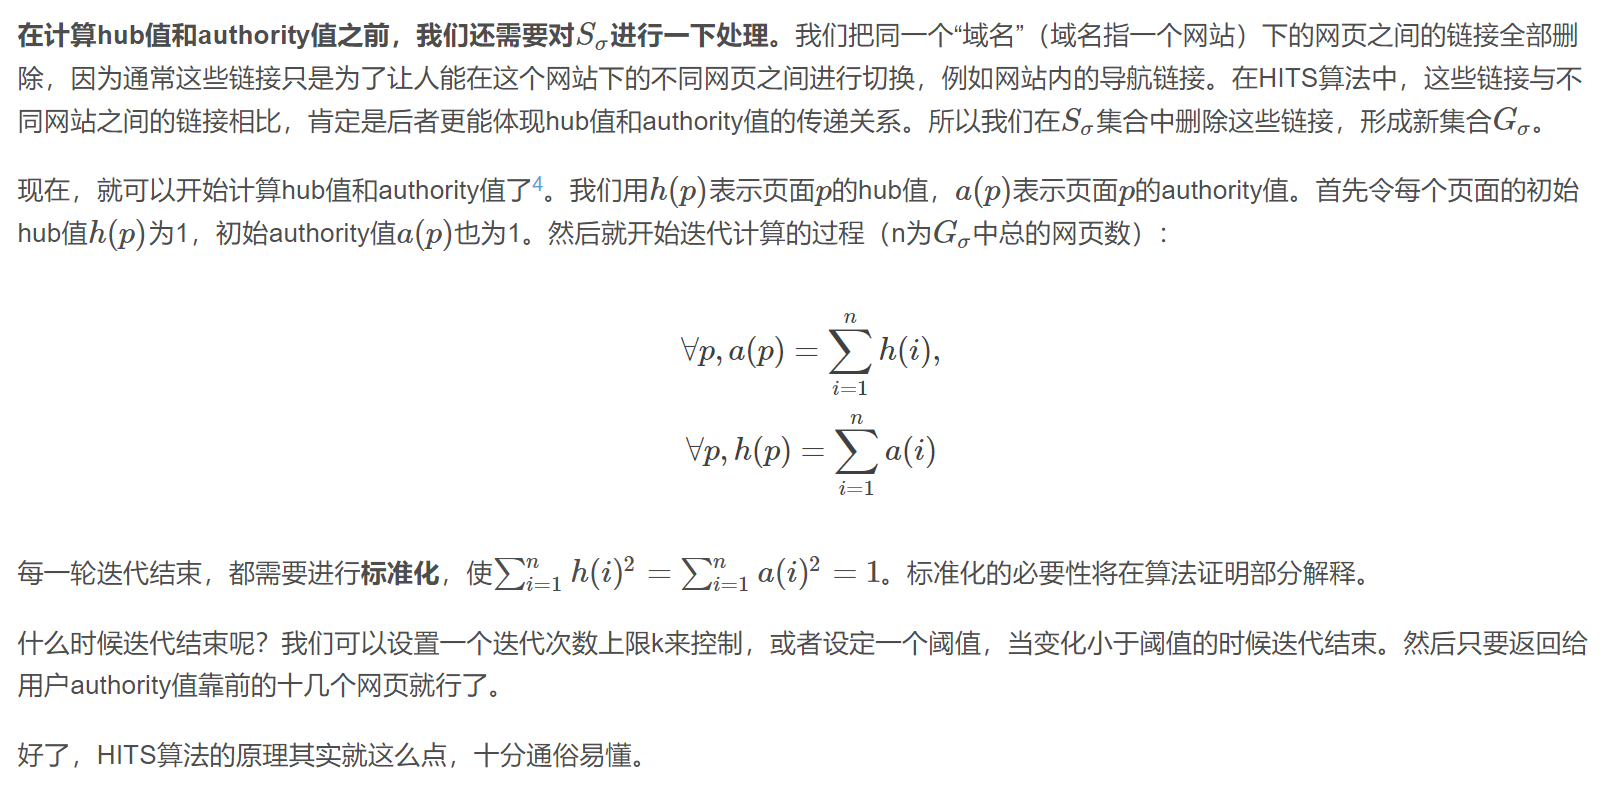 在计算hub值和authority值之前，我们还需要对Sσ进行一下处理。我们把同一个“域名”（域名指一个网站）下的网页之间的链接全部删
除，因为通常这些链接只是为了让人能在这个网站下的不同网页之间进行切换，例如网站内的导航链接。在HITS算法中，这些链接与不
同网站之间的链接相比，肯定是后者更能体现hub值和authority值的传递关系。所以我们在Sσ集合中删除这些链接，形成新集合Gσ。
现在，就可以开始计算hub值和authority值了4。我们用h(p)表示页面p的hub值，a(p)表示页面p的authority值。首先令每个页面的初始
hub值h(p)为1，初始authority值a(p)也为1。然后就开始迭代计算的过程（n为Gσ中总的网页数）：
∀p, a(p) = ∑_{i=1}^{n} h(i),
∀p, h(p) = ∑_{i=1}^{n} a(i)
每一轮迭代结束，都需要进行标准化，使∑_{i=1}^{n} h(i)² = ∑_{i=1}^{n} a(i)² = 1。标准化的必要性将在算法证明部分解释。
什么时候迭代结束呢？我们可以设置一个迭代次数上限k来控制，或者设定一个阈值，当变化小于阈值的时候迭代结束。然后只要返回给
用户authority值靠前的十几个网页就行了。
好了，HITS算法的原理其实就这么点，十分通俗易懂。